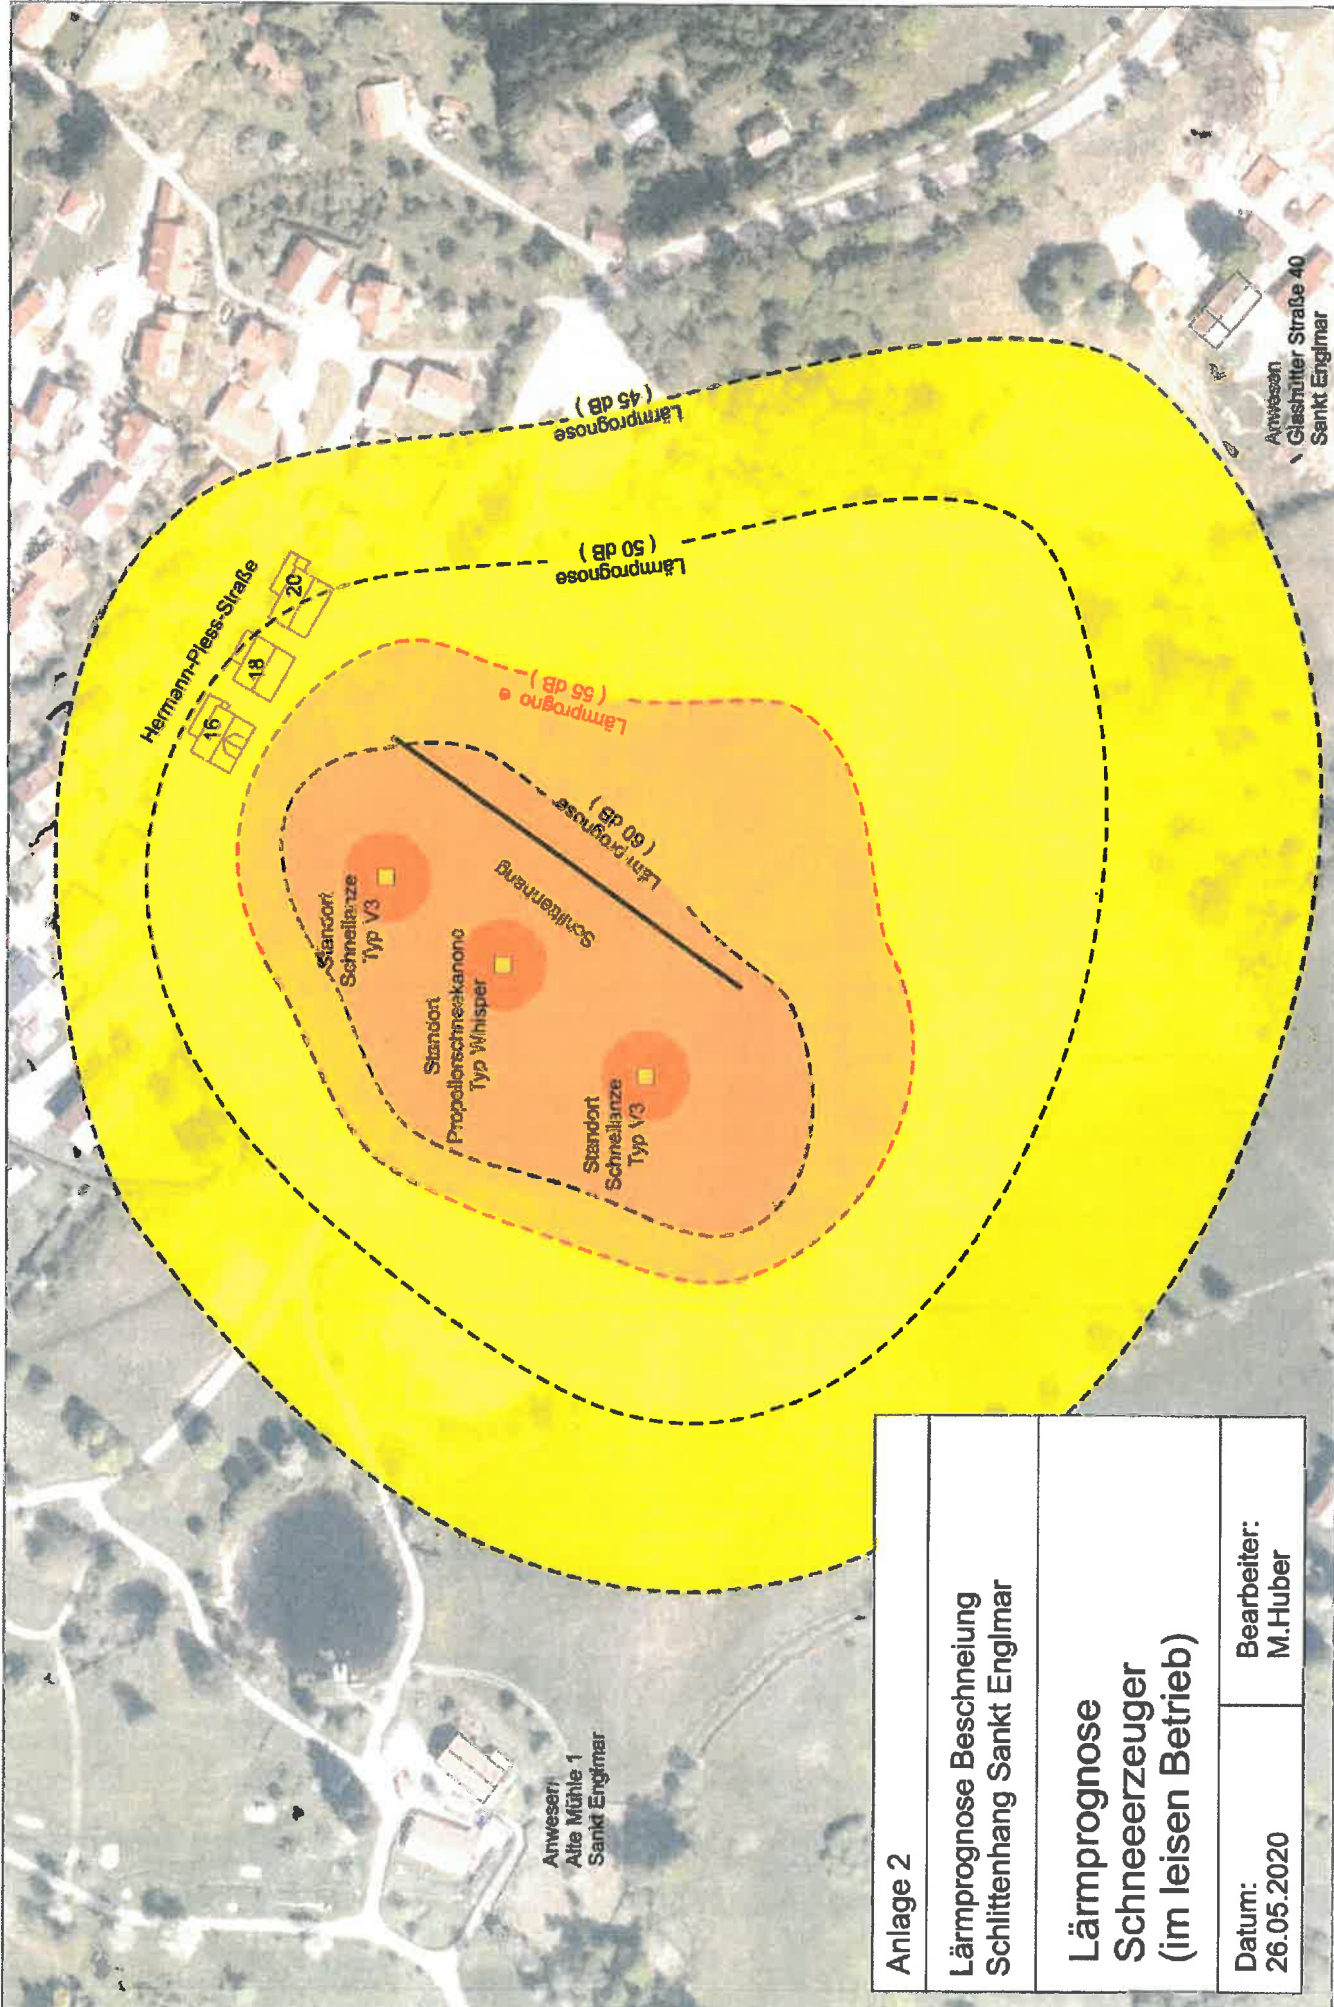 Hermann-Pless-Straße
16
18
20
Lärmprognose
( 45 dB )
Lärmprognose
( 50 dB )
Lärmprogno e
( 55 dB )
Lärmprognose
( 60 dB )
Schlittenhang
Standort
Schneilanze
Typ V3
Standort
Propellorschneekanone
Typ Whisper
Standort
Schneilanze
Typ V3
Anwesen
Glashütter Straße 40
Sankt Englmar
Anwesen
Alte Mühle 1
Sankt Englmar
Anlage 2
Lärmprognose Beschneiung
Schlittenhang Sankt Englmar
Lärmprognose
Schneeerzeuger
(im leisen Betrieb)
Datum:
26.05.2020
Bearbeiter:
M.Huber